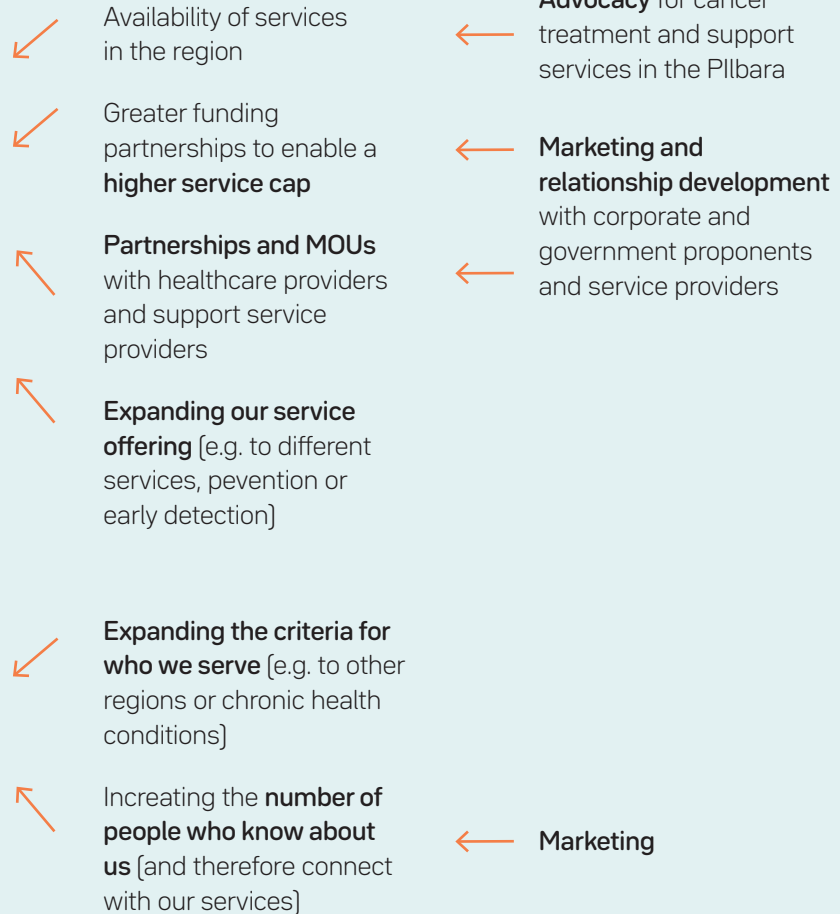 Availability of services
in the region
Greater funding
partnerships to enable a
higher service cap
Partnerships and MOUs
with healthcare providers
and support service
providers
Expanding our service
offering (e.g. to different
services, pevention or
early detection)
Expanding the criteria for
who we serve (e.g. to other
regions or chronic health
conditions)
Increating the number of
people who know about
us (and therefore connect
with our services)
Advocacy for cancer
treatment and support
services in the PIlbara
Marketing and
relationship development
with corporate and
government proponents
and service providers
Marketing